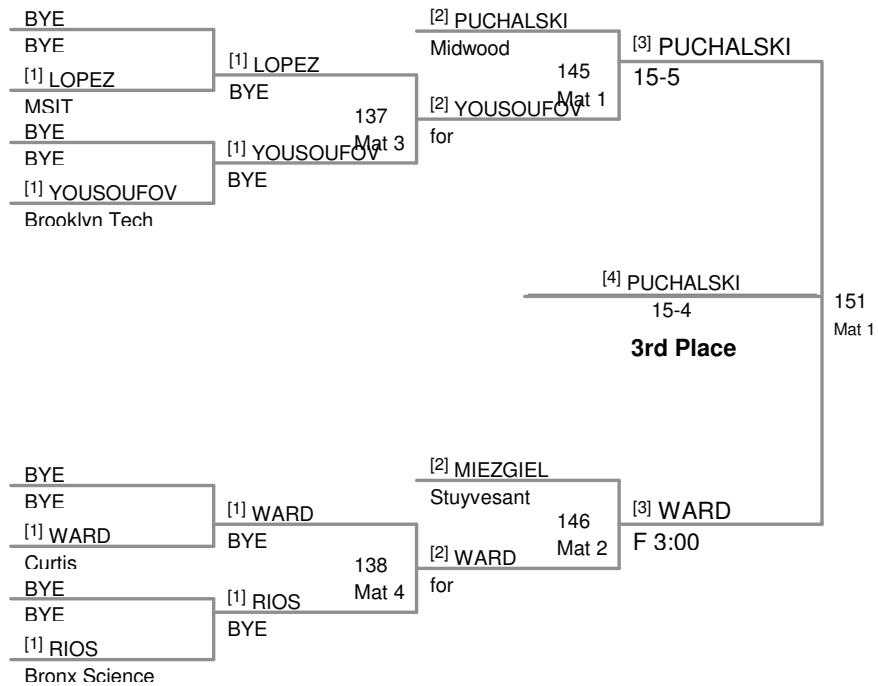 BYE
BYE
[1] LOPEZ
MSIT
BYE
BYE
[1] YOUSOUFOV
Brooklyn Tech
[1] LOPEZ
BYE
[1] YOUSOUFOV
BYE
137
Mat 3
[2] PUCHALSKI
Midwood
[2] YOUSOUFOV
for
145
Mat 1
[3] PUCHALSKI
15-5
[4] PUCHALSKI
15-4
3rd Place
151
Mat 1
BYE
BYE
[1] WARD
Curtis
BYE
BYE
[1] RIOS
Bronx Science
[1] WARD
BYE
[1] RIOS
BYE
138
Mat 4
[2] MIEZGIEL
Stuyvesant
[2] WARD
for
146
Mat 2
[3] WARD
F 3:00